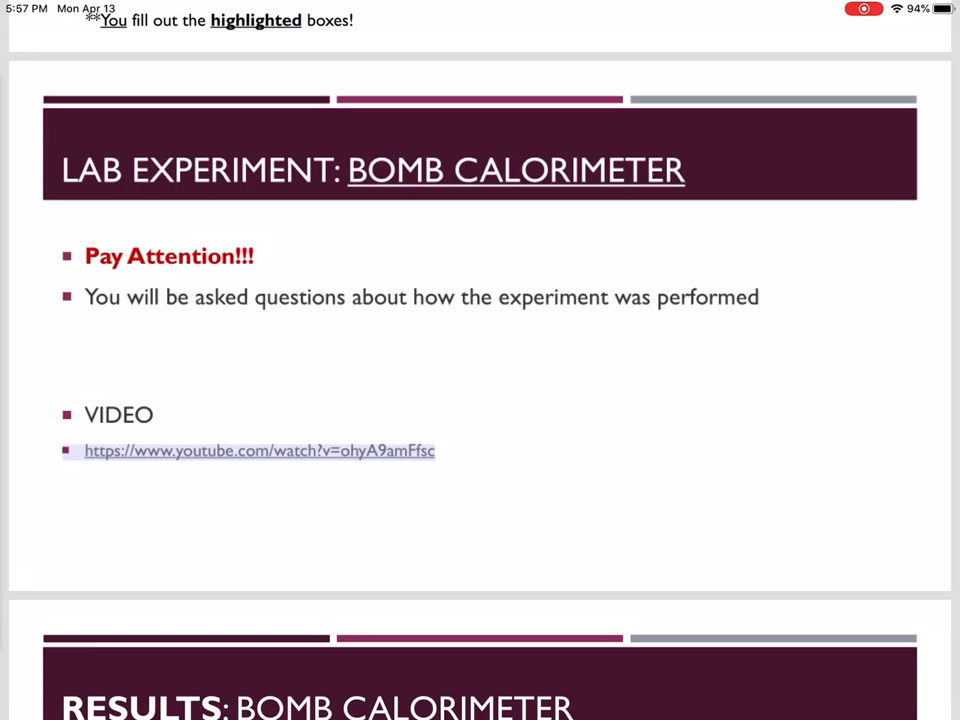 5:57 PM Mon Apr 13
94%
**You fill out the highlighted boxes!
LAB EXPERIMENT: BOMB CALORIMETER
Pay Attention!!!
You will be asked questions about how the experiment was performed
VIDEO
https://www.youtube.com/watch?v=ohyA9amFfsc
RESULTS: BOMB CALORIMETER